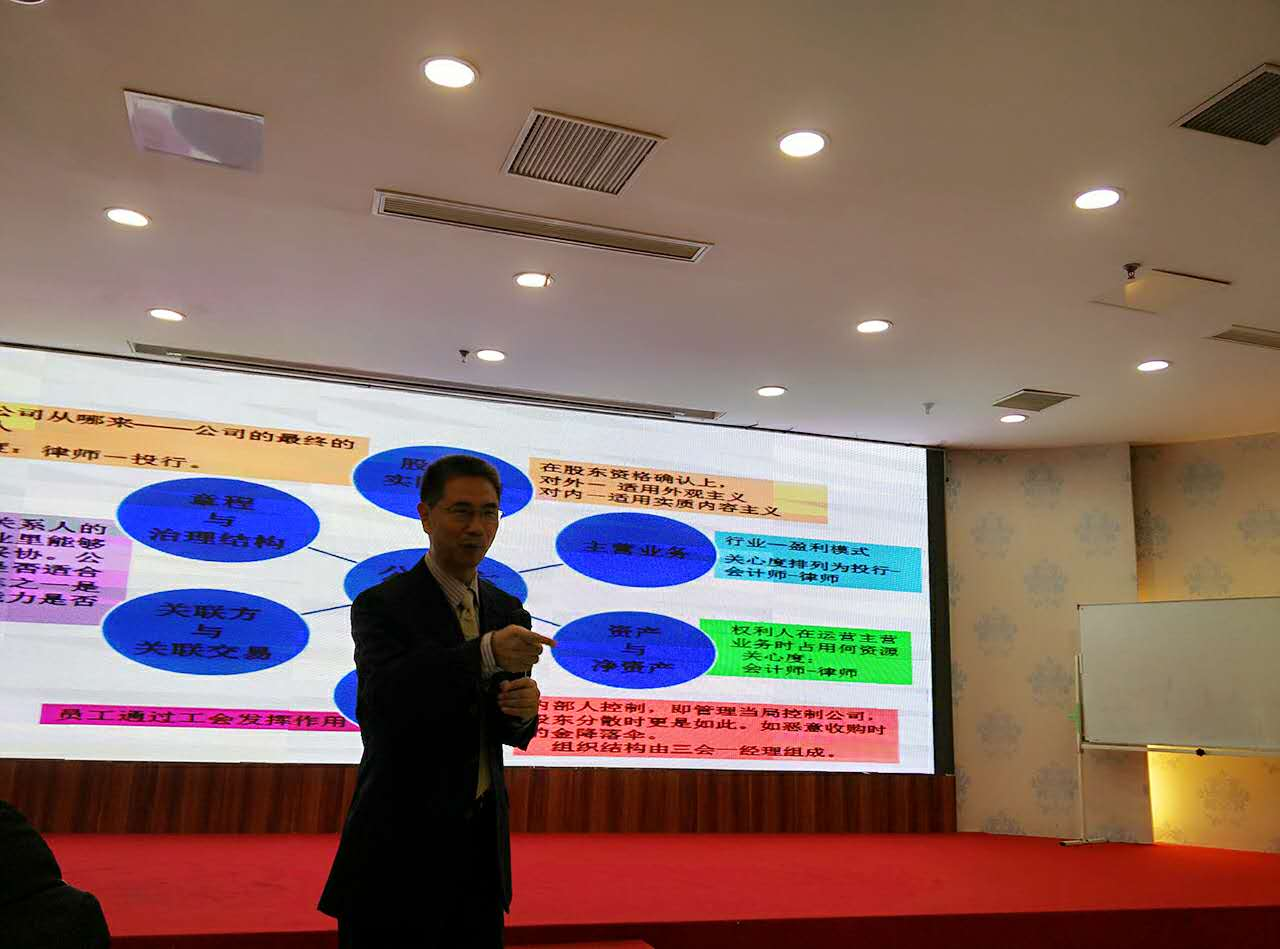 公司从哪来——公司的最终的
人
度：律师—投行。
股
在股东资格确认上，
对外— 适用外观主义
对内—适用实质内容主义
章程
与
治理结构
主营业务
行业—盈利模式
关心度排列为投行—
会计师-律师
关系人的
业里能够
妥协。公
是否适合
之一是
力是否
公
关联方
与
关联交易
资产
与
净资产
权利人在运营主营
业务时占用何资源
关心度：
会计师-律师
员工通过工会发挥作用
内部人控制，即管理当局控制公司，
股东分散时更是如此。如恶意收购时
的金降落伞。
组织结构由三会一经理组成。